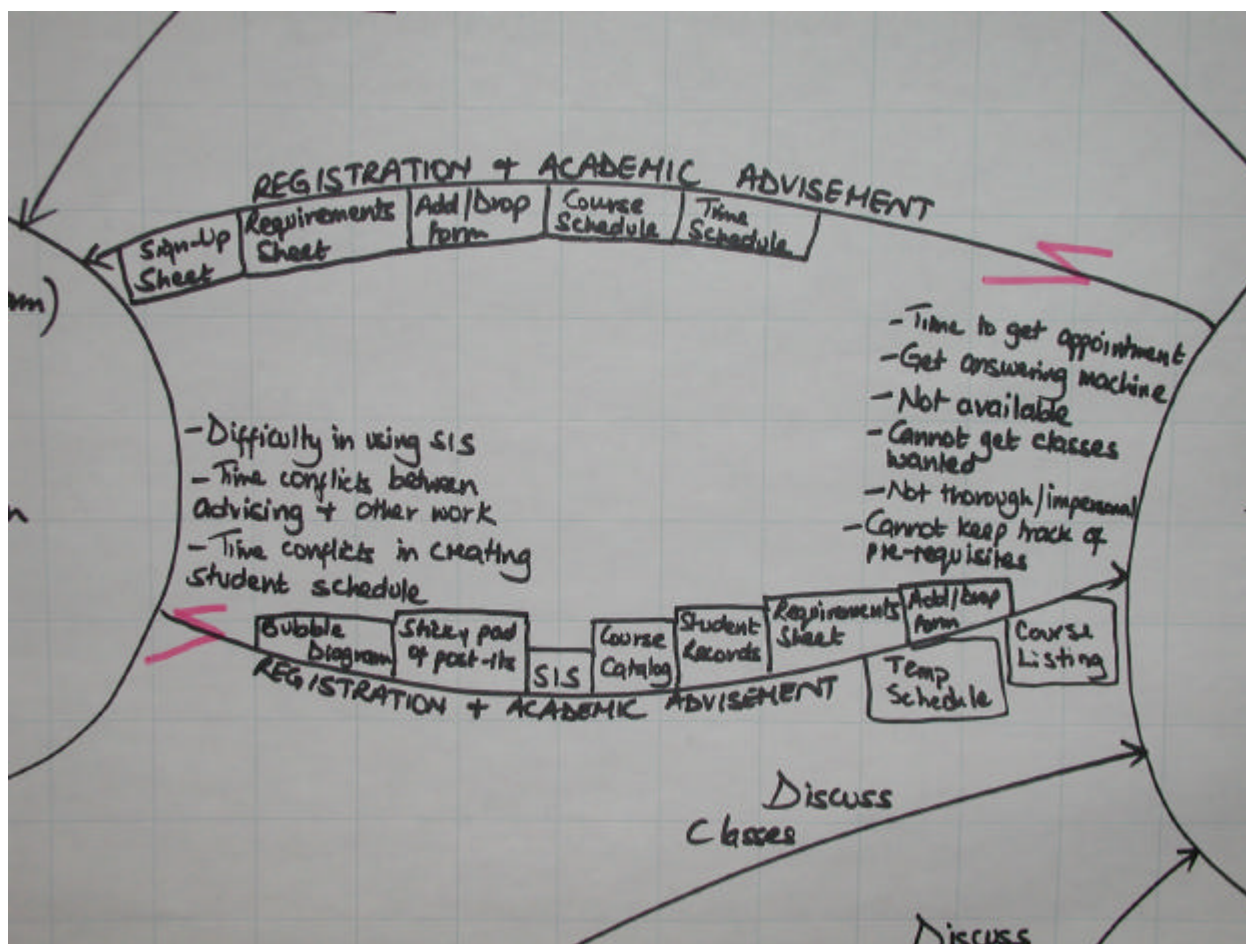 REGISTRATION + ACADEMIC ADVISEMENT
Sign-Up
Sheet
Requirements
Sheet
Add/Drop
Form
Course
Schedule
Time
Schedule
- Time to get appointment
- Get answering machine
- Not available
- Cannot get classes
wanted
- Not thorough/impersonal
- Cannot keep track of
pre-requisites
- Difficulty in using SIS
- Time conflicts between
advising + other work
- Time conflicts in creating
student schedule
Bubble
Diagram
Sticky pad
of post-its
SIS
Course
Catalog
Student
Records
Requirements
Sheet
Add/Drop
Form
Temp
Schedule
Course
Listing
REGISTRATION + ACADEMIC ADVISEMENT
Discuss
Classes
Discuss